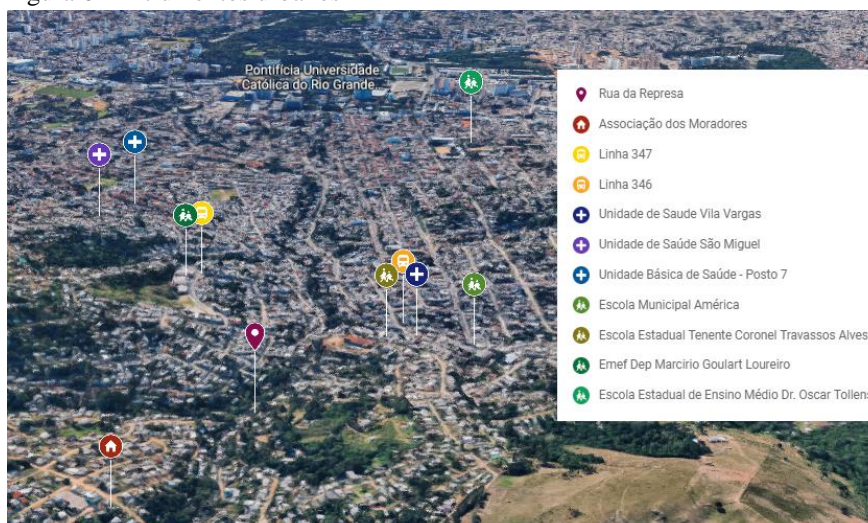 Pontifícia Universidade
Católica do Rio Grande...
Rua da Represa
Associação dos Moradores
Linha 347
Linha 346
Unidade de Saude Vila Vargas
Unidade de Saúde São Miguel
Unidade Básica de Saúde - Posto 7
Escola Municipal América
Escola Estadual Tenente Coronel Travassos Alves
Emef Dep Marcirio Goulart Loureiro
Escola Estadual de Ensino Médio Dr. Oscar Tollens